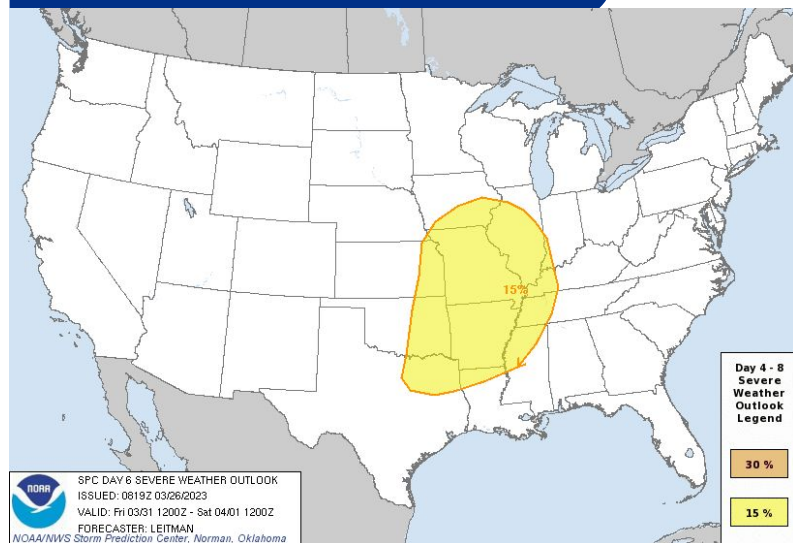 15%
Day 4 - 8
Severe
Weather
Outlook
Legend
30 %
15 %
NOAA
SPC DAY 6 SEVERE WEATHER OUTLOOK
ISSUED: 0819Z 03/26/2023
VALID: Fri 03/31 1200Z - Sat 04/01 1200Z
FORECASTER: LEITMAN
NOAA/NWS Storm Prediction Center, Norman, Oklahoma